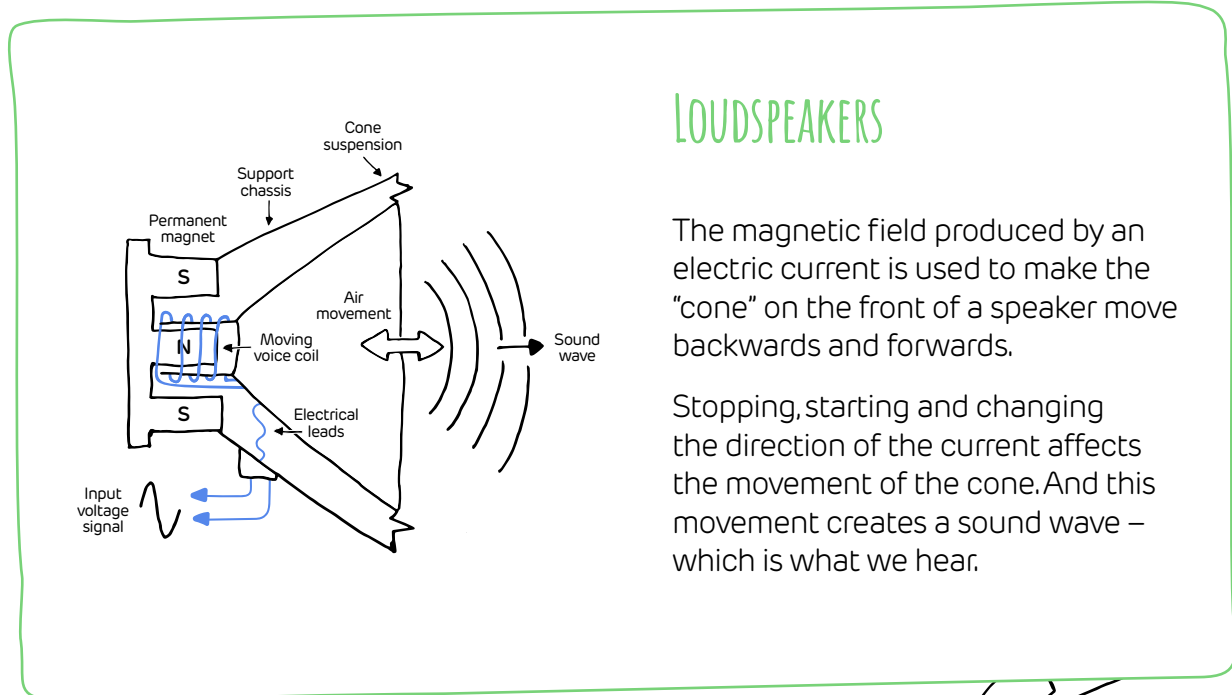 LOUDSPEAKERS
The magnetic field produced by an
electric current is used to make the
“cone” on the front of a speaker move
backwards and forwards.
Stopping, starting and changing
the direction of the current affects
the movement of the cone. And this
movement creates a sound wave –
which is what we hear.
Cone
suspension
Support
chassis
Permanent
magnet
S
Air
movement
N
Moving
voice coil
Sound
wave
S
Electrical
leads
Input
voltage
signal